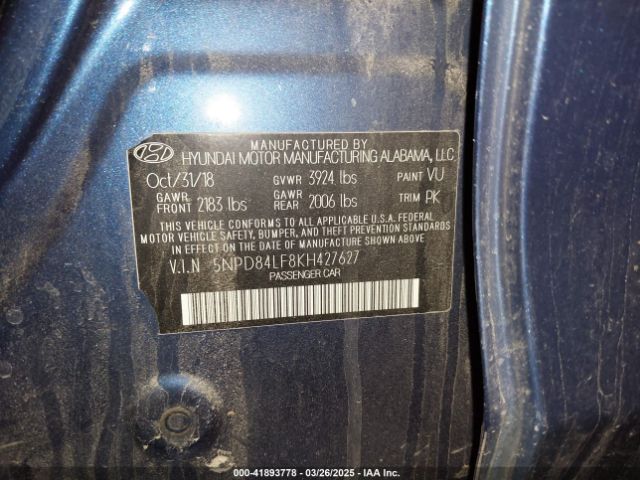 MANUFACTURED BY
HYUNDAI MOTOR MANUFACTURING ALABAMA, LLC
Oct/31/18 GVWR 3924 lbs PAINT VU
GAWR FRONT 2183 lbs GAWR REAR 2006 lbs TRIM PK
THIS VEHICLE CONFORMS TO ALL APPLICABLE U.S.A. FEDERAL
MOTOR VEHICLE SAFETY, BUMPER, AND THEFT PREVENTION STANDARDS
IN EFFECT ON THE DATE OF MANUFACTURE SHOWN ABOVE.
V.I.N 5NPD84LF8KH427627
PASSENGER CAR
000-41893778 - 03/26/2025 - IAA Inc.